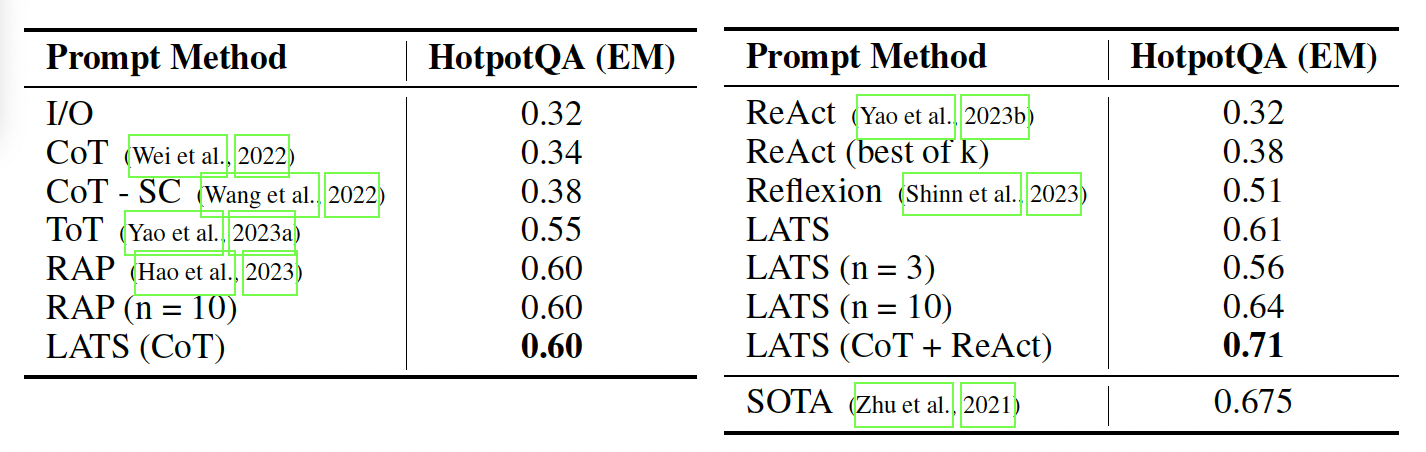 Prompt Method HotpotQA (EM)
I/O 0.32
CoT (Wei et al., 2022) 0.34
CoT - SC (Wang et al., 2022) 0.38
ToT (Yao et al., 2023a) 0.55
RAP (Hao et al., 2023) 0.60
RAP (n = 10) 0.60
LATS (CoT) 0.60
Prompt Method HotpotQA (EM)
ReAct (Yao et al., 2023b) 0.32
ReAct (best of k) 0.38
Reflexion (Shinn et al., 2023) 0.51
LATS 0.61
LATS (n = 3) 0.56
LATS (n = 10) 0.64
LATS (CoT + ReAct) 0.71
SOTA (Zhu et al., 2021) 0.675